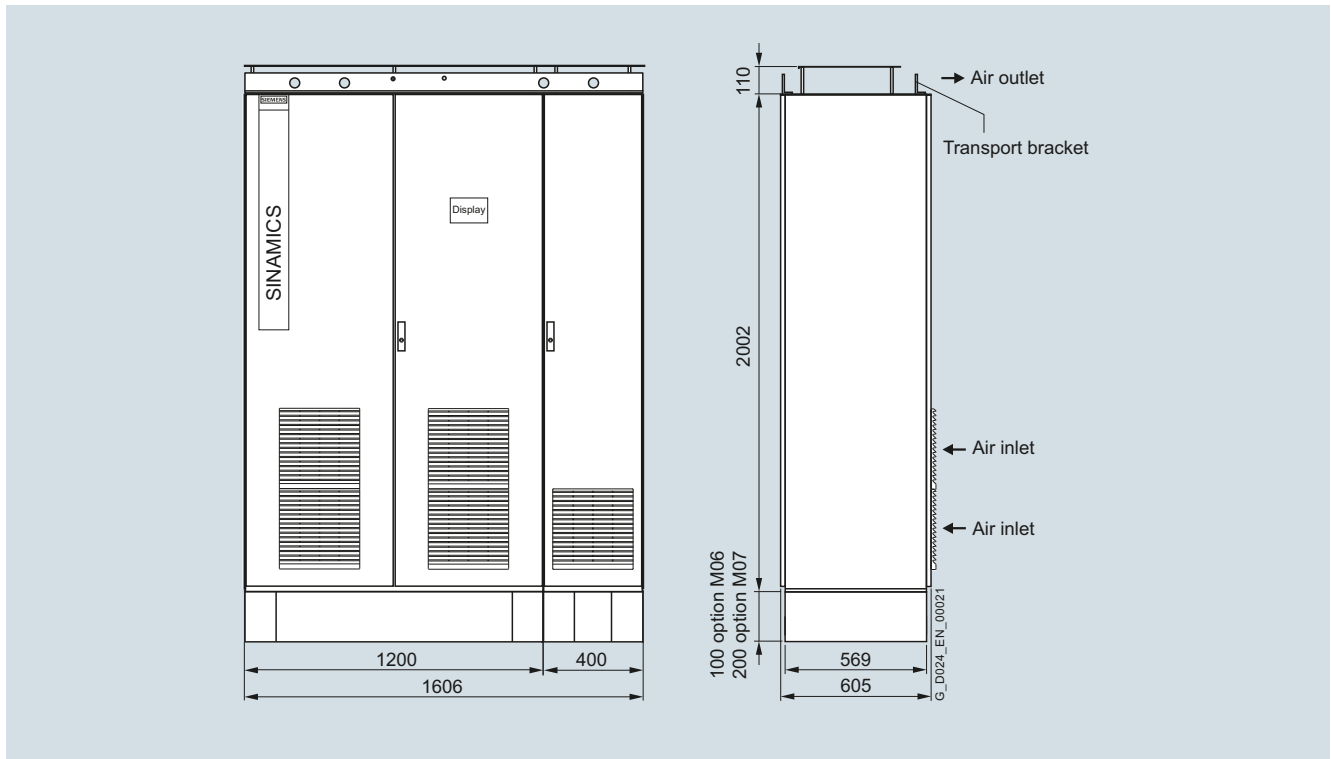 SIEMENS
SINAMICS
Display
1200
400
1606
110
Air outlet
Transport bracket
2002
Air inlet
Air inlet
100 option M06
200 option M07
569
605
G_D024_EN_00021